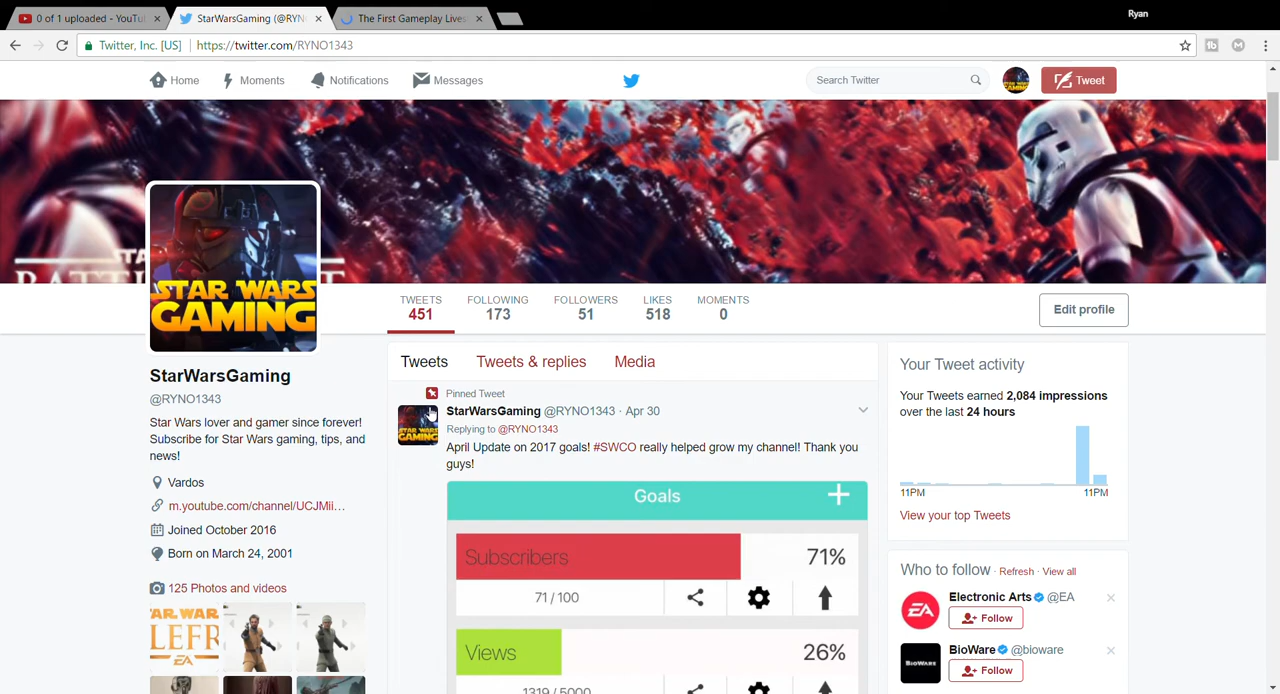 Ryan
0 of 1 uploaded - YouTu
StarWarsGaming (@RYN
The First Gameplay Lives
Twitter, Inc. [US]
https://twitter.com/RYNO1343
Home
Moments
Notifications
Messages
Search Twitter
Tweet
STAR WARS
GAMING
TWEETS
451
FOLLOWING
173
FOLLOWERS
51
LIKES
518
MOMENTS
0
Edit profile
StarWarsGaming
@RYNO1343
Star Wars lover and gamer since forever!
Subscribe for Star Wars gaming, tips, and
news!
Vardos
m.youtube.com/channel/UCJMii...
Joined October 2016
Born on March 24, 2001
125 Photos and videos
EA
Tweets
Tweets & replies
Media
Pinned Tweet
StarWarsGaming @RYNO1343 · Apr 30
Replying to @RYNO1343
April Update on 2017 goals! #SWCO really helped grow my channel! Thank you
guys!
Goals
Subscribers
71%
71 / 100
Views
26%
1319 / 5000
Your Tweet activity
Your Tweets earned 2,084 impressions
over the last 24 hours
11PM
11PM
View your top Tweets
Who to follow · Refresh · View all
Electronic Arts @EA
Follow
BioWare @bioware
Follow